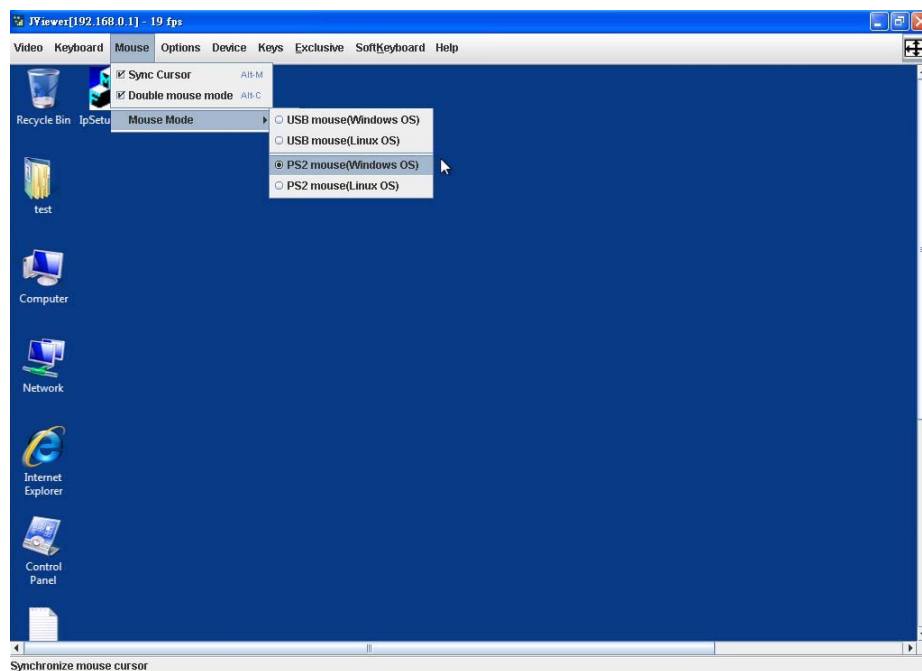 JViewer[192.168.0.1] - 19 fps
Video Keyboard Mouse Options Device Keys Exclusive SoftKeyboard Help
Sync Cursor Alt-M
Double mouse mode Alt-C
Mouse Mode
USB mouse(Windows OS)
USB mouse(Linux OS)
PS2 mouse(Windows OS)
PS2 mouse(Linux OS)
Recycle Bin IpSetu
test
Computer
Network
Internet
Explorer
Control
Panel
Synchronize mouse cursor